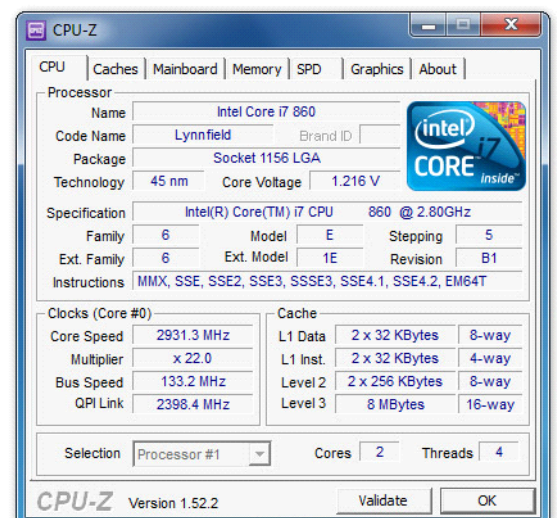 CPU-Z
CPU Caches Mainboard Memory SPD Graphics About
Processor
Name Intel Core i7 860
Code Name Lynnfield Brand ID
Package Socket 1156 LGA
Technology 45 nm Core Voltage 1.216 V
intel CORE i7 inside™
Specification Intel(R) Core(TM) i7 CPU 860 @ 2.80GHz
Family 6 Model E Stepping 5
Ext. Family 6 Ext. Model 1E Revision B1
Instructions MMX, SSE, SSE2, SSE3, SSSE3, SSE4.1, SSE4.2, EM64T
Clocks (Core #0) Cache
Core Speed 2931.3 MHz L1 Data 2 x 32 KBytes 8-way
Multiplier x 22.0 L1 Inst. 2 x 32 KBytes 4-way
Bus Speed 133.2 MHz Level 2 2 x 256 KBytes 8-way
QPI Link 2398.4 MHz Level 3 8 MBytes 16-way
Selection Processor #1 Cores 2 Threads 4
CPU-Z Version 1.52.2 Validate OK